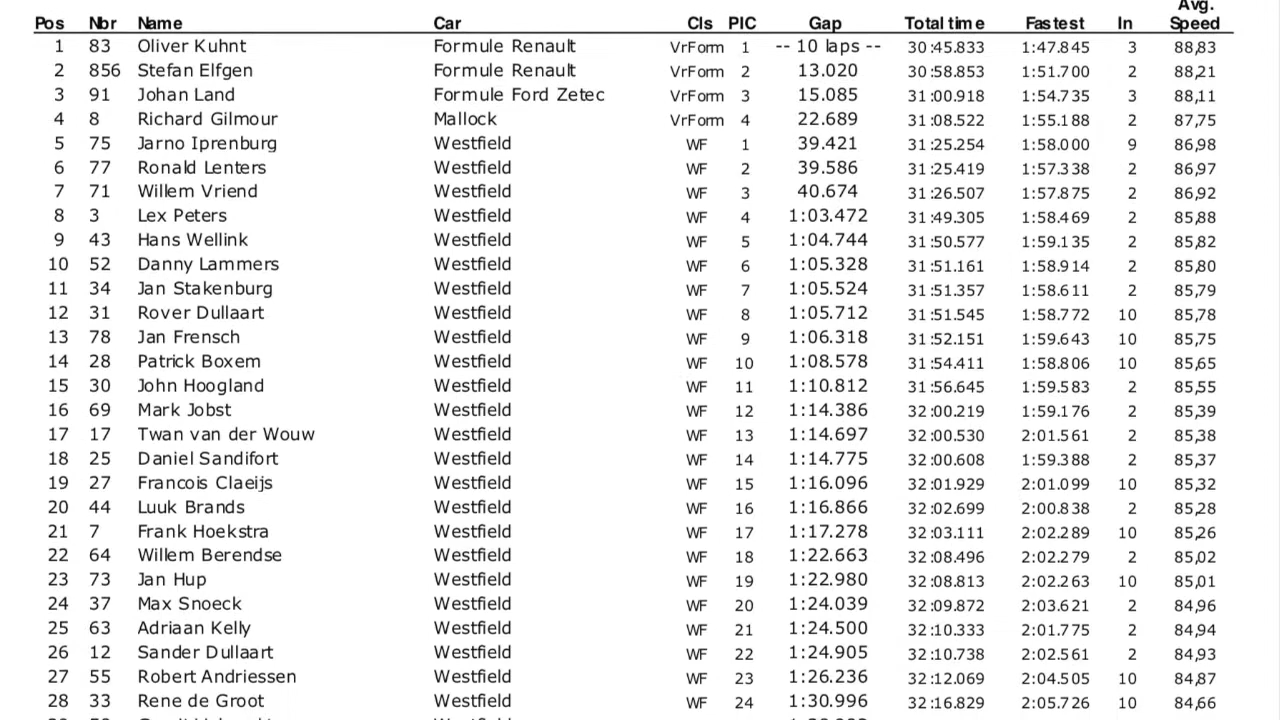 Avg.
Pos Nbr Name Car Cls PIC Gap Total time Fastest In Speed
1 83 Oliver Kuhnt Formule Renault VrForm 1 -- 10 laps -- 30:45.833 1:47.845 3 88,83
2 856 Stefan Elfgen Formule Renault VrForm 2 13.020 30:58.853 1:51.700 2 88,21
3 91 Johan Land Formule Ford Zetec VrForm 3 15.085 31:00.918 1:54.735 3 88,11
4 8 Richard Gilmour Mallock VrForm 4 22.689 31:08.522 1:55.188 2 87,75
5 75 Jarno Iprenburg Westfield WF 1 39.421 31:25.254 1:58.000 9 86,98
6 77 Ronald Lenters Westfield WF 2 39.586 31:25.419 1:57.338 2 86,97
7 71 Willem Vriend Westfield WF 3 40.674 31:26.507 1:57.875 2 86,92
8 3 Lex Peters Westfield WF 4 1:03.472 31:49.305 1:58.469 2 85,88
9 43 Hans Wellink Westfield WF 5 1:04.744 31:50.577 1:59.135 2 85,82
10 52 Danny Lammers Westfield WF 6 1:05.328 31:51.161 1:58.914 2 85,80
11 34 Jan Stakenburg Westfield WF 7 1:05.524 31:51.357 1:58.611 2 85,79
12 31 Rover Dullaart Westfield WF 8 1:05.712 31:51.545 1:58.772 10 85,78
13 78 Jan Frensch Westfield WF 9 1:06.318 31:52.151 1:59.643 10 85,75
14 28 Patrick Boxem Westfield WF 10 1:08.578 31:54.411 1:58.806 10 85,65
15 30 John Hoogland Westfield WF 11 1:10.812 31:56.645 1:59.583 2 85,55
16 69 Mark Jobst Westfield WF 12 1:14.386 32:00.219 1:59.176 2 85,39
17 17 Twan van der Wouw Westfield WF 13 1:14.697 32:00.530 2:01.561 2 85,38
18 25 Daniel Sandifort Westfield WF 14 1:14.775 32:00.608 1:59.388 2 85,37
19 27 Francois Claeijs Westfield WF 15 1:16.096 32:01.929 2:01.099 10 85,32
20 44 Luuk Brands Westfield WF 16 1:16.866 32:02.699 2:00.838 2 85,28
21 7 Frank Hoekstra Westfield WF 17 1:17.278 32:03.111 2:02.289 10 85,26
22 64 Willem Berendse Westfield WF 18 1:22.663 32:08.496 2:02.279 2 85,02
23 73 Jan Hup Westfield WF 19 1:22.980 32:08.813 2:02.263 10 85,01
24 37 Max Snoeck Westfield WF 20 1:24.039 32:09.872 2:03.621 2 84,96
25 63 Adriaan Kelly Westfield WF 21 1:24.500 32:10.333 2:01.775 2 84,94
26 12 Sander Dullaart Westfield WF 22 1:24.905 32:10.738 2:02.561 2 84,93
27 55 Robert Andriessen Westfield WF 23 1:26.236 32:12.069 2:04.505 10 84,87
28 33 Rene de Groot Westfield WF 24 1:30.996 32:16.829 2:05.726 10 84,66